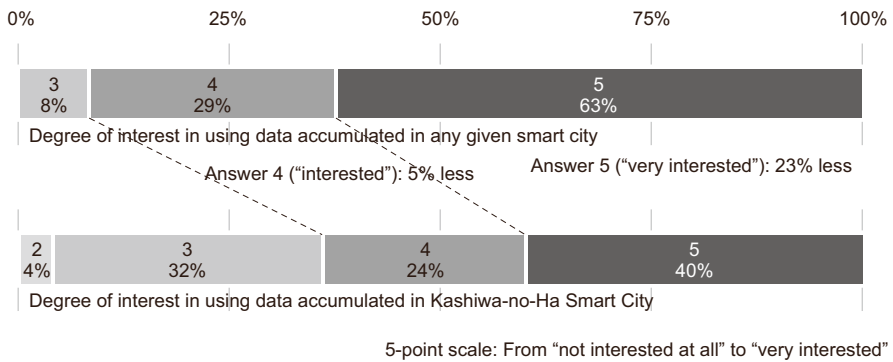 0% 25% 50% 75% 100%
3 4 5
8% 29% 63%
Degree of interest in using data accumulated in any given smart city
Answer 4 (“interested”): 5% less Answer 5 (“very interested”): 23% less
2 3 4 5
4% 32% 24% 40%
Degree of interest in using data accumulated in Kashiwa-no-Ha Smart City
5-point scale: From “not interested at all” to “very interested”